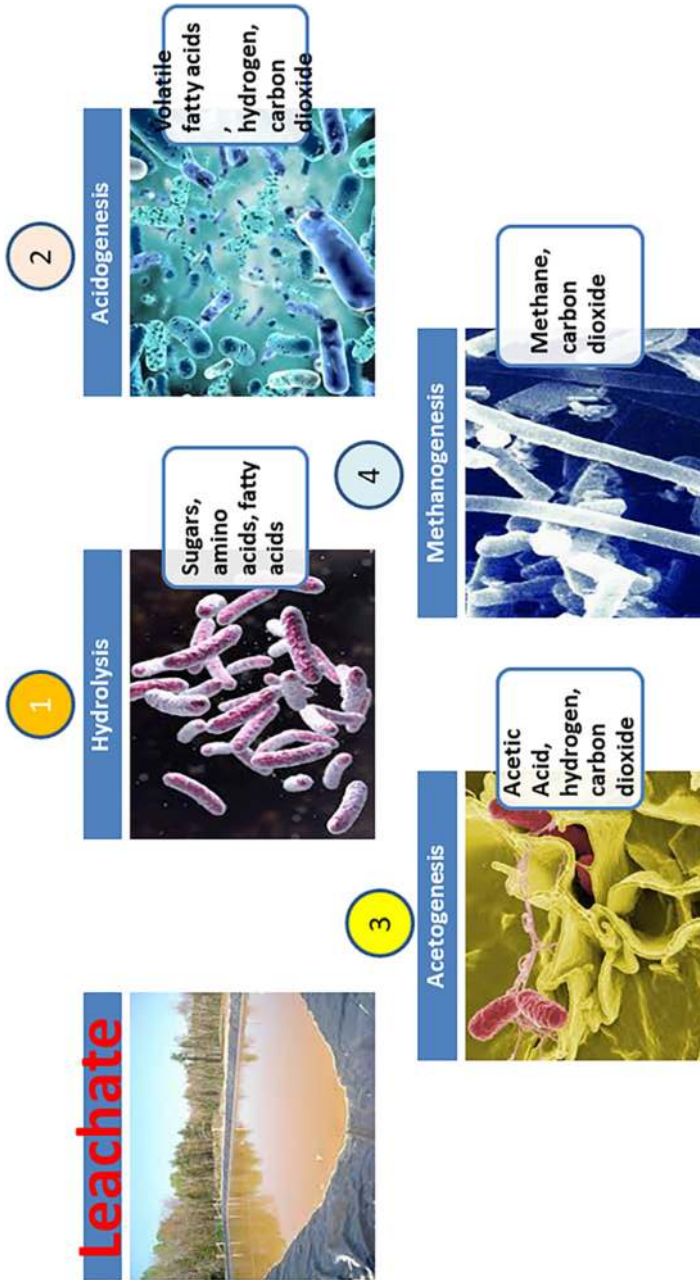 Leachate
1
Hydrolysis
Sugars,
amino
acids, fatty
acids
2
Acidogenesis
Volatile
fatty acids
, hydrogen,
carbon
dioxide
3
Acetogenesis
Acetic
Acid,
hydrogen,
carbon
dioxide
4
Methanogenesis
Methane,
carbon
dioxide